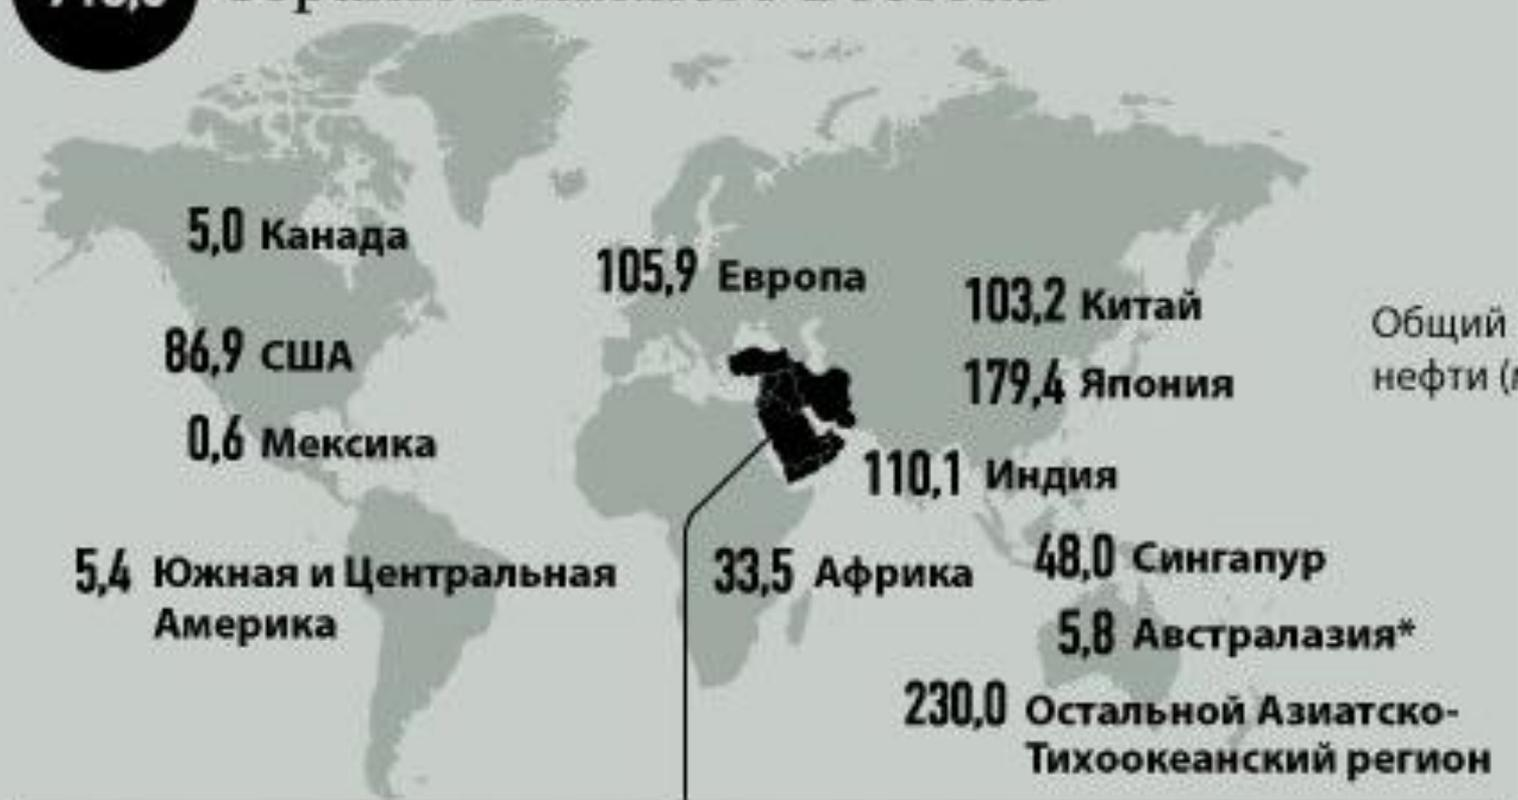 5,0 Канада
105,9 Европа
103,2 Китай
Общий
86,9 США
179,4 Япония
нефти
0,6 Мексика
110,1 Индия
5,4 Южная и Центральная
Америка
33,5 Африка
48,0 Сингапур
5,8 Австралазия*
230,0 Остальной Азиатско-
Тихоокеанский регион